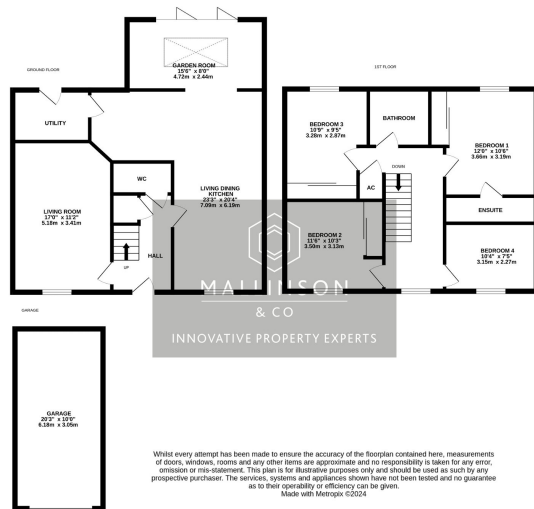 GROUND FLOOR
GARDEN ROOM
15'6" x 8'0"
4.72m x 2.44m
UTILITY
WC
LIVING ROOM
17'0" x 11'2"
5.18m x 3.41m
LIVING DINING
KITCHEN
23'3" x 20'4"
7.09m x 6.19m
UP
HALL
1ST FLOOR
BEDROOM 3
10'9" x 9'5"
3.28m x 2.87m
BATHROOM
BEDROOM 1
12'0" x 10'6"
3.66m x 3.19m
DOWN
AC
ENSUITE
BEDROOM 2
11'6" x 10'3"
3.50m x 3.13m
BEDROOM 4
10'4" x 7'5"
3.15m x 2.27m
MALLINSON
& CO
INNOVATIVE PROPERTY EXPERTS
GARAGE
GARAGE
20'3" x 10'0"
6.18m x 3.05m
Whilst every attempt has been made to ensure the accuracy of the floorplan contained here, measurements
of doors, windows, rooms and any other items are approximate and no responsibility is taken for any error,
omission or mis-statement. This plan is for illustrative purposes only and should be used as such by any
prospective purchaser. The services, systems and appliances shown have not been tested and no guarantee
as to their operability or efficiency can be given.
Made with Metropix ©2024